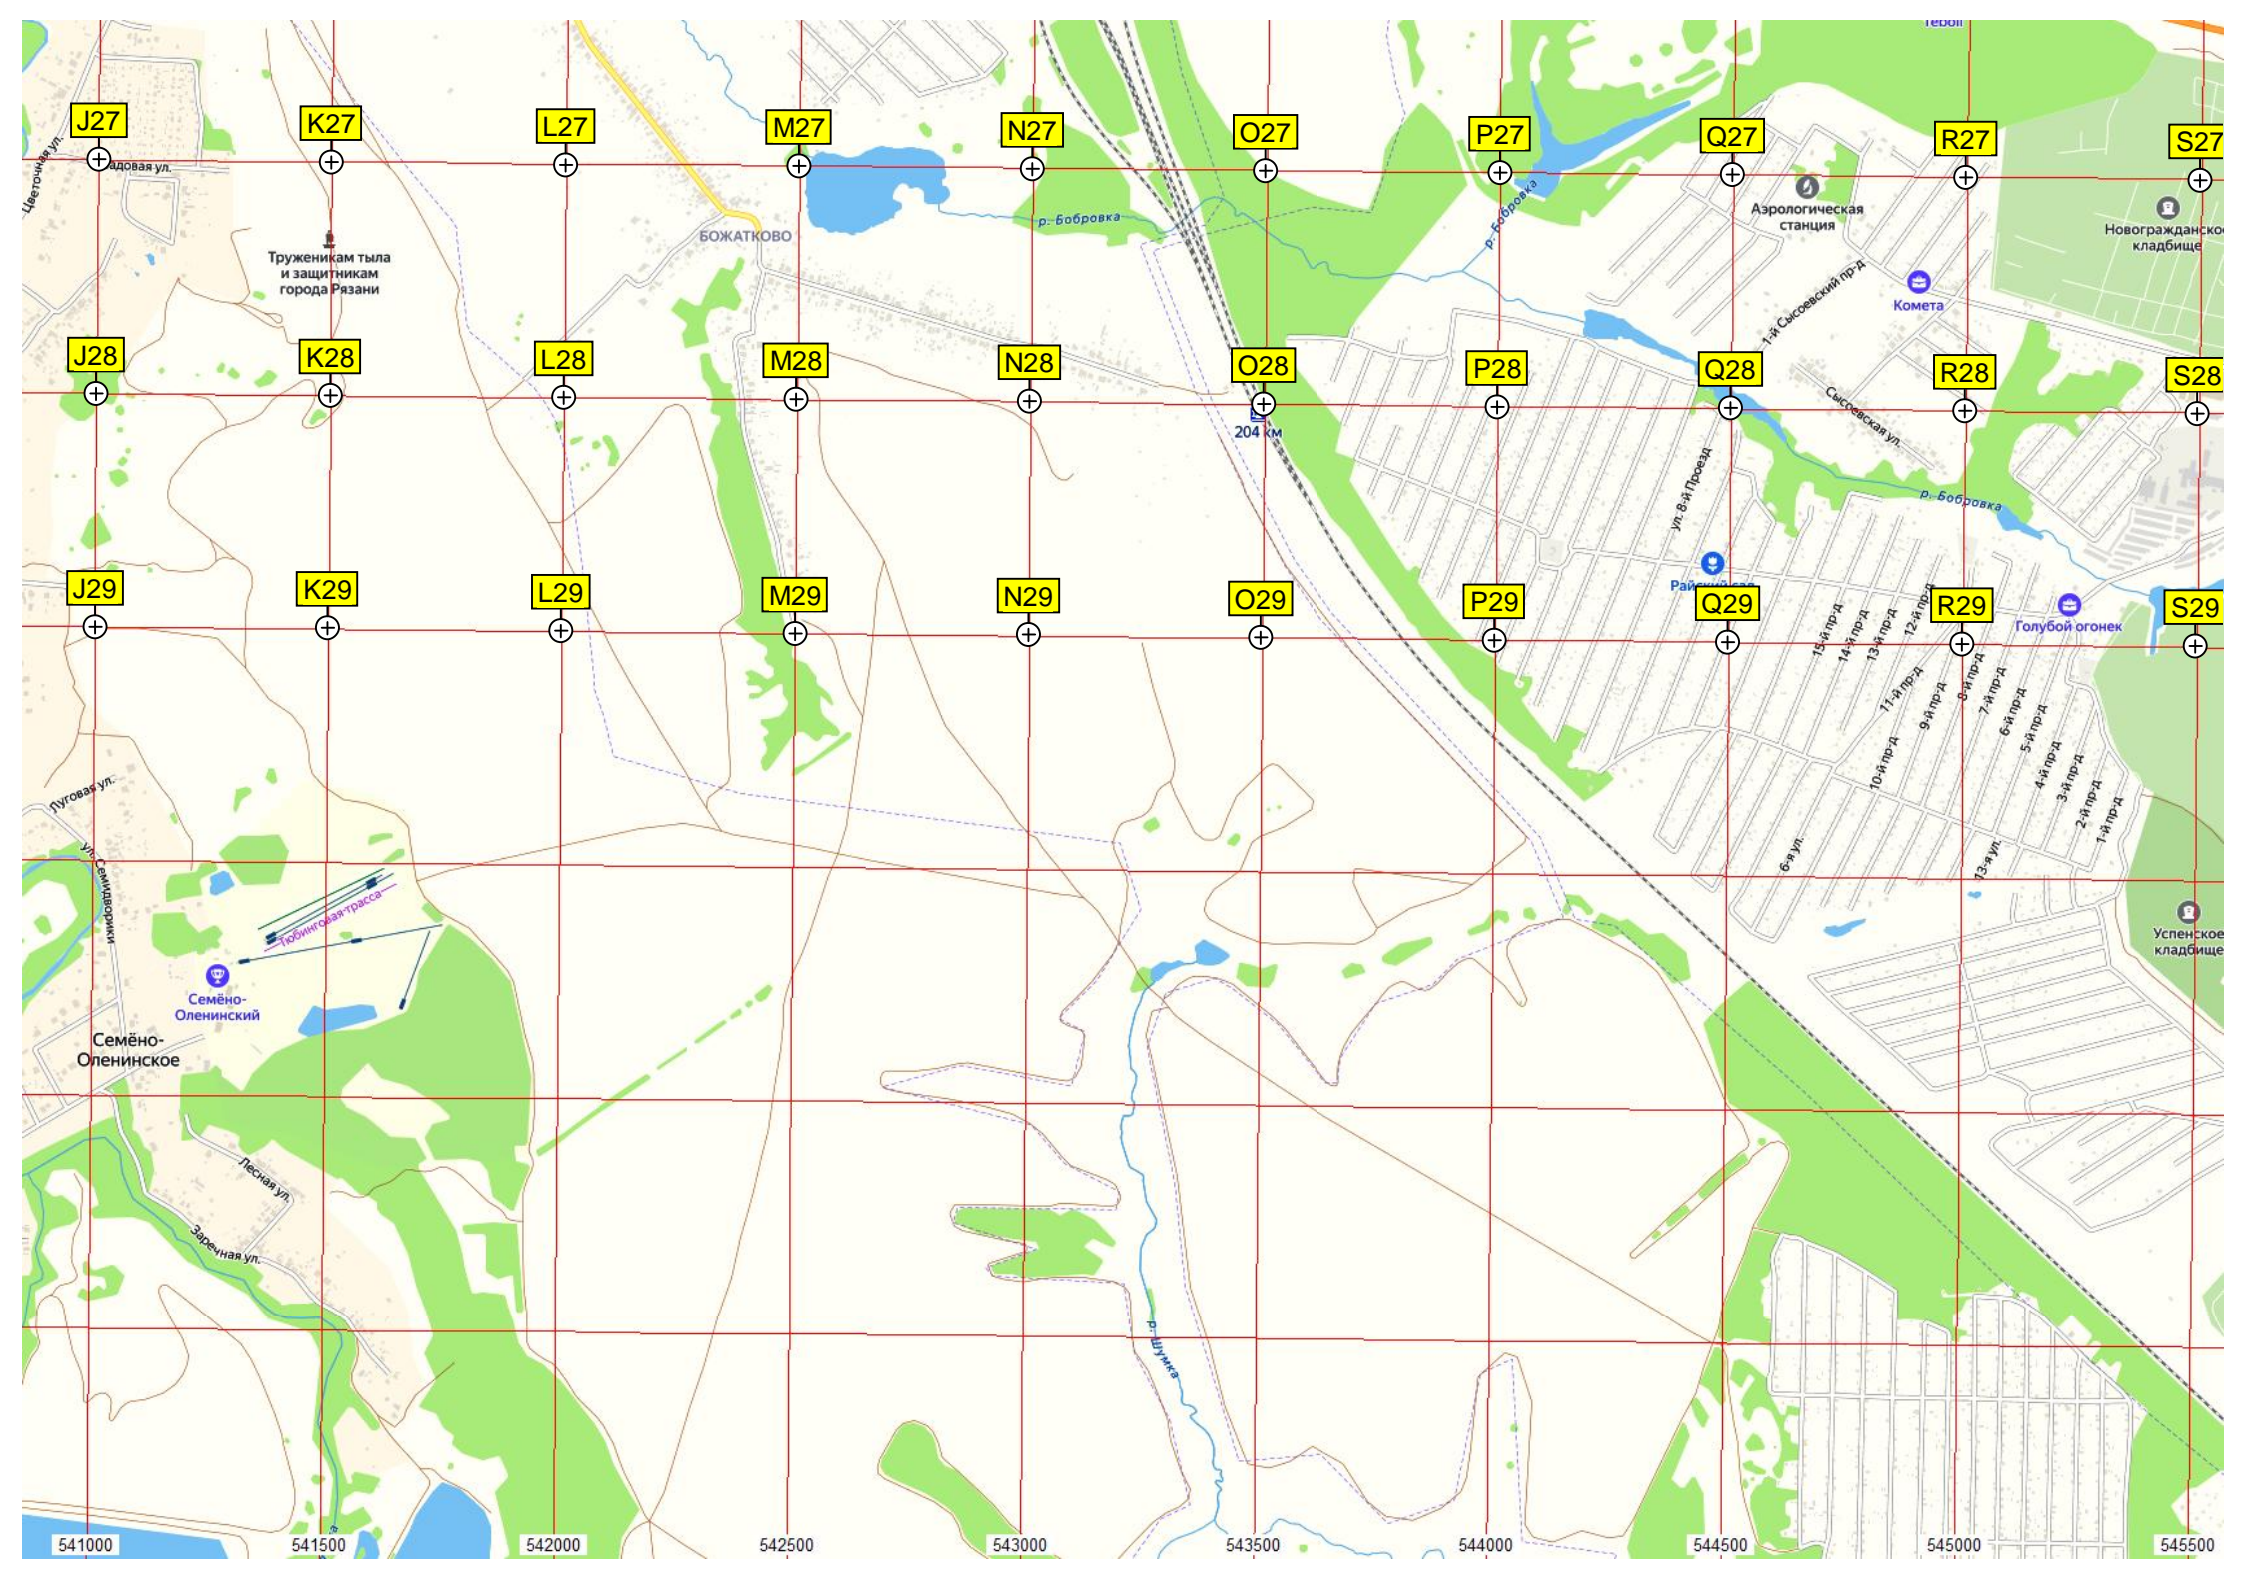 J27
K27
L27
M27
N27
O27
P27
Q27
R27
S27
Цветочная ул.
адовая ул.
р. Бобровка
р. Бобровка
Аэрологическая
станция
БОЖАТКОВО
Новогражданско
кладбище
Труженикам тыла
и защитникам
города Рязани
1-й Сысоевский пр-д
Комета
J28
K28
L28
M28
N28
O28
P28
Q28
R28
S28
204 км
Сысоевская ул.
ул. 8-й Проезд
р. Бобровка
J29
K29
L29
M29
N29
O29
P29
Райский сад
Q29
R29
S29
Голубой огонек
15-й пр-д
14-й пр-д
13-й пр-д
12-й пр-д
11-й пр-д
9-й пр-д
8-й пр-д
7-й пр-д
6-й пр-д
5-й пр-д
10-й пр-д
4-й пр-д
3-й пр-д
2-й пр-д
1-й пр-д
Луговая ул.
6-я ул.
13-я ул.
ул. Семидворики
Тюбинговая трасса
Успенское
кладбище
Семёно-
Оленинский
Семёно-
Оленинское
Лесная ул.
Заречная ул.
р. Шумка
541000
541500
542000
542500
543000
543500
544000
544500
545000
545500